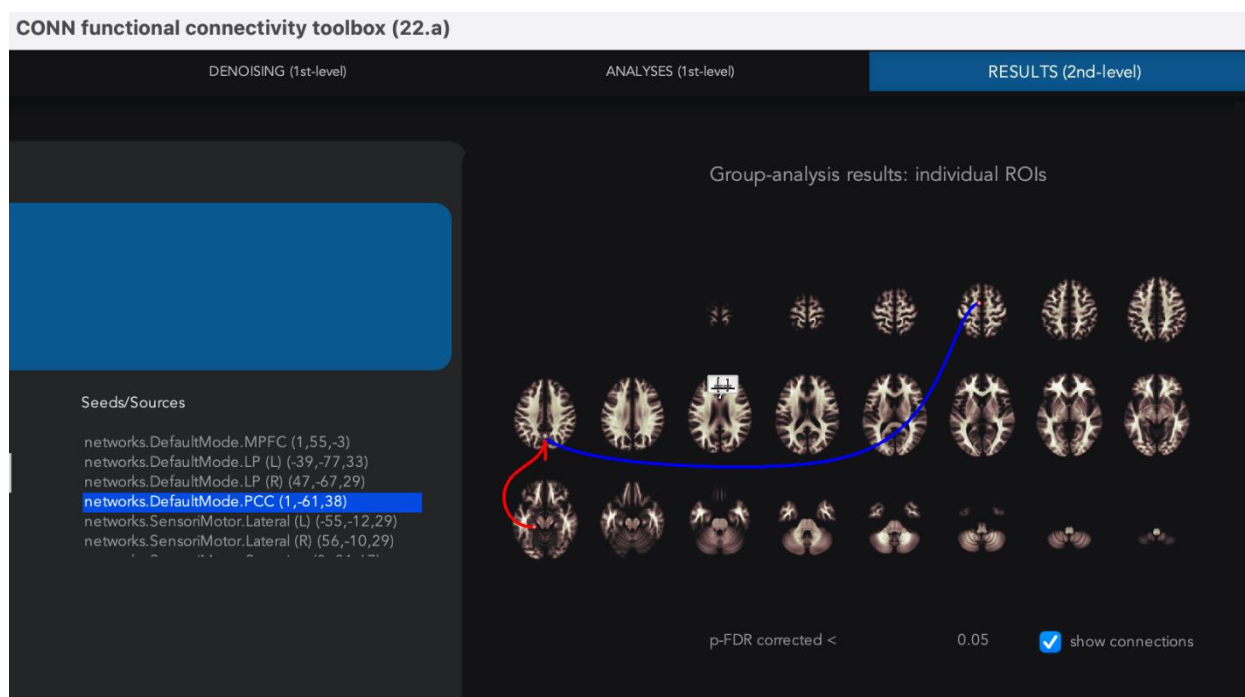 CONN functional connectivity toolbox (22.a)
DENOISING (1st-level)
ANALYSES (1st-level)
RESULTS (2nd-level)
Group-analysis results: individual ROIs
Seeds/Sources
networks.DefaultMode.MPFC (1,55,-3)
networks.DefaultMode.LP (L) (-39,-77,33)
networks.DefaultMode.LP (R) (47,-67,29)
networks.DefaultMode.PCC (1,-61,38)
networks.SensoriMotor.Lateral (L) (-55,-12,29)
networks.SensoriMotor.Lateral (R) (56,-10,29)
p-FDR corrected < 0.05 show connections